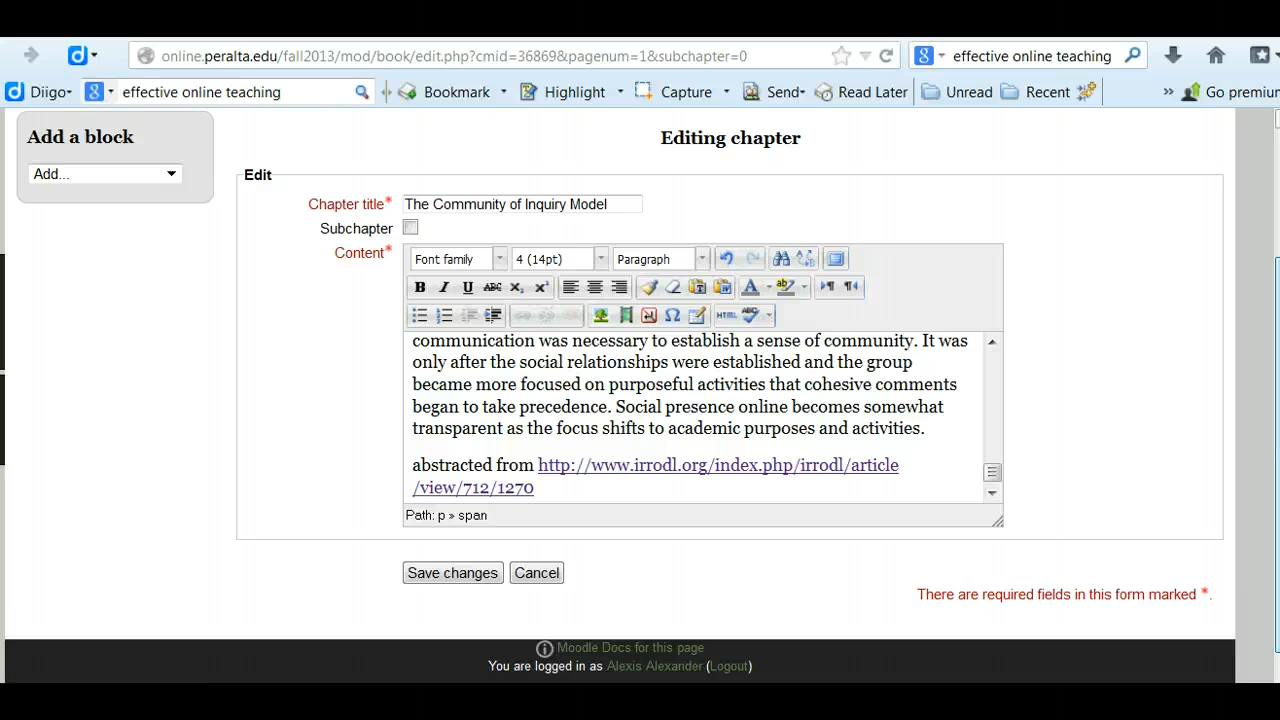 online.peralta.edu/fall2013/mod/book/edit.php?cmid=36869&pagenum=1&subchapter=0
effective online teaching
Diigo
effective online teaching
Bookmark
Highlight
Capture
Send
Read Later
Unread
Recent
» Go premium
Add a block
Add...
Editing chapter
Edit
Chapter title*
The Community of Inquiry Model
Subchapter
Content*
Font family
4 (14pt)
Paragraph
B I U ABC X₂ X²
HTML ABC
communication was necessary to establish a sense of community. It was
only after the social relationships were established and the group
became more focused on purposeful activities that cohesive comments
began to take precedence. Social presence online becomes somewhat
transparent as the focus shifts to academic purposes and activities.
abstracted from http://www.irrodl.org/index.php/irrodl/article
/view/712/1270
Path: p » span
Save changes
Cancel
There are required fields in this form marked *.
Moodle Docs for this page
You are logged in as Alexis Alexander (Logout)